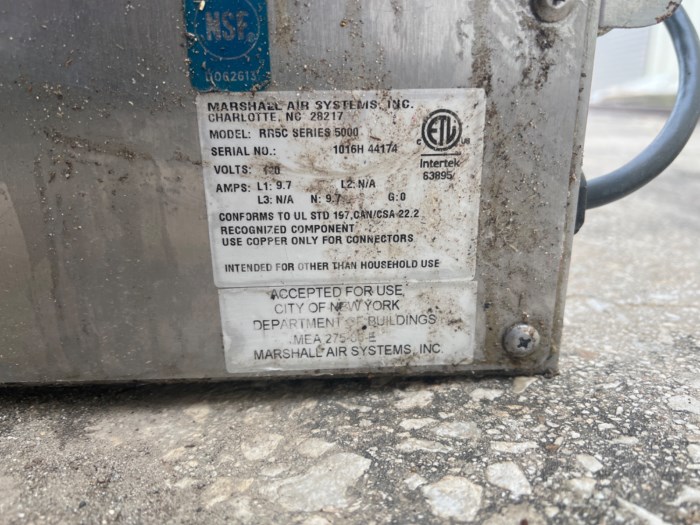 NSF®
MARSHALL AIR SYSTEMS, INC.
CHARLOTTE, NC 28217
MODEL: RR5C SERIES 5000
SERIAL NO.: 1016H 44174
VOLTS:
AMPS: L1: 9.7 L2: N/A
L3: N/A N: 9.7 G: 0
CONFORMS TO UL STD 197,CAN/CSA 22.2
RECOGNIZED COMPONENT
USE COPPER ONLY FOR CONNECTORS
INTENDED FOR OTHER THAN HOUSEHOLD USE
C ETL US
Intertek
63895
ACCEPTED FOR USE,
CITY OF NEW YORK
DEPARTMENT OF BUILDINGS
MEA
MARSHALL AIR SYSTEMS, INC.